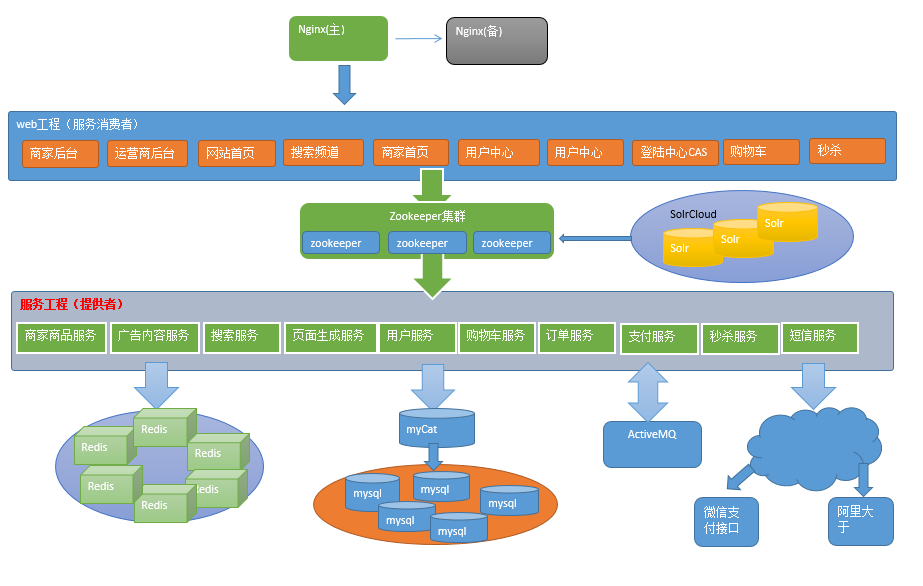 Nginx(主)
Nginx(备)
web工程（服务消费者）
商家后台
运营商后台
网站首页
搜索频道
商家首页
用户中心
用户中心
登陆中心CAS
购物车
秒杀
Zookeeper集群
zookeeper
zookeeper
zookeeper
SolrCloud
Solr
Solr
Solr
服务工程（提供者）
商家商品服务
广告内容服务
搜索服务
页面生成服务
用户服务
购物车服务
订单服务
支付服务
秒杀服务
短信服务
Redis
Redis
Redis
Redis
Redis
Redis
myCat
mysql
mysql
mysql
mysql
mysql
ActiveMQ
微信支
付接口
阿里大
于